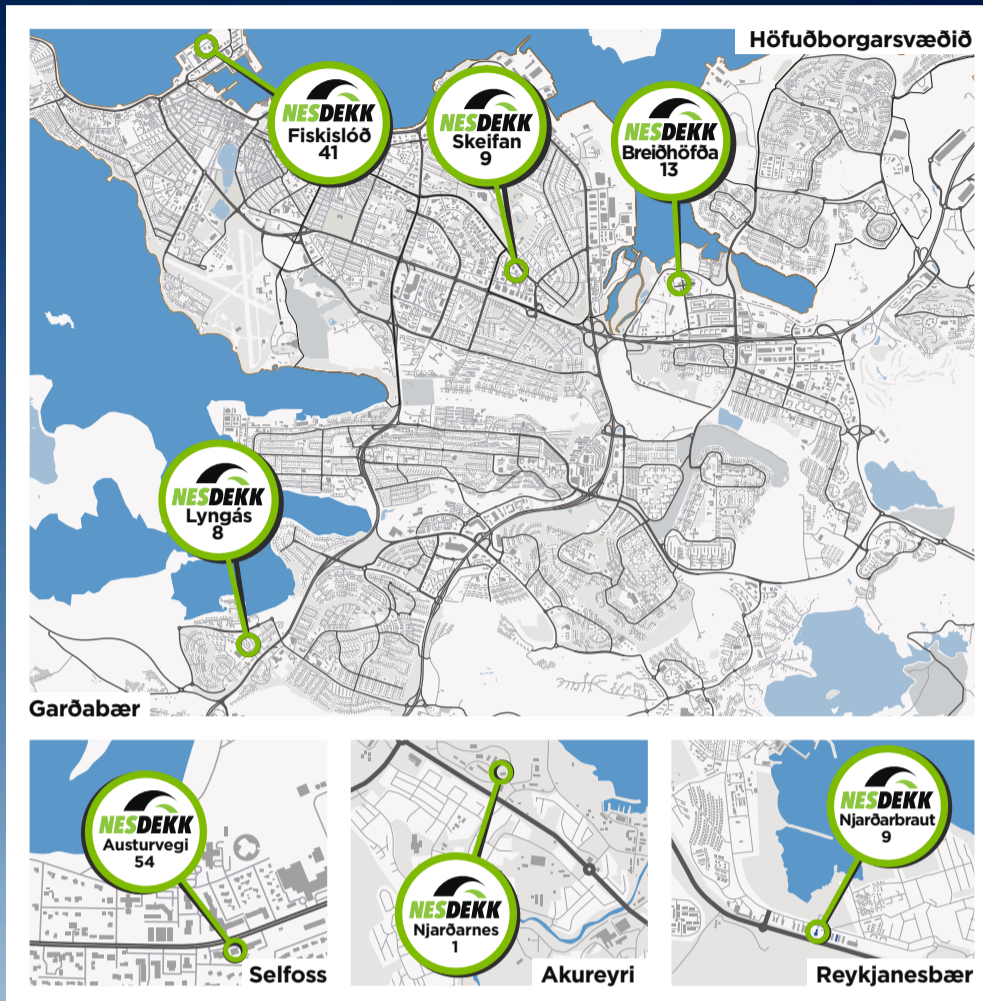 Höfuðborgarsvæðið
NESDEKK
Fiskislóð
41
NESDEKK
Skeifan
9
NESDEKK
Breiðhöfða
13
NESDEKK
Lyngás
8
Garðabær
NESDEKK
Austurvegi
54
Selfoss
NESDEKK
Njarðarnes
1
Akureyri
NESDEKK
Njarðarbraut
9
Reykjanesbær